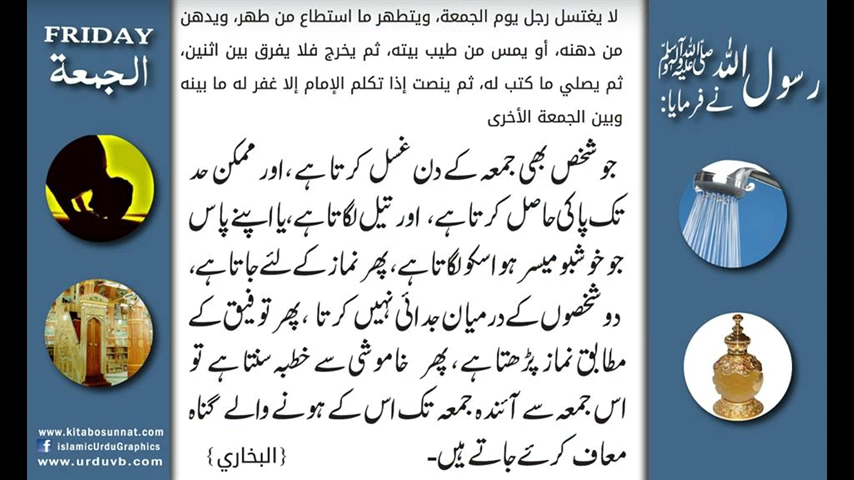 FRIDAY
الجمعة
رسول الله صلى الله عليه وسلم
نے فرمایا:
لا يغتسل رجل يوم الجمعة، ويتطهر ما استطاع من طهر، ويدهن
من دهنه، أو يمس من طيب بيته، ثم يخرج فلا يفرق بين اثنين،
ثم يصلي ما كتب له، ثم ينصت إذا تكلم الإمام إلا غفر له ما بينه
وبين الجمعة الأخرى
جو شخص بھی جمعہ کے دن غسل کرتا ہے،اور ممکن حد
تک پاکی حاصل کرتا ہے، اور تیل لگاتا ہے،یا اپنے پاس
جو خوشبو میسر ہو اسکو لگاتا ہے، پھر نماز کے لئے جاتا ہے،
دو شخصوں کے درمیان جدائی نہیں کرتا ،پھر توفیق کے
مطابق نماز پڑھتا ہے، پھر خاموشی سے خطبہ سنتا ہے تو
اس جمعہ سے آئندہ جمعہ تک اس کے ہونے والے گناہ
معاف کرئے جاتے ہیں-
{البخاري}
www.kitabosunnat.com
f islamicUrduGraphics
www.urduvb.com